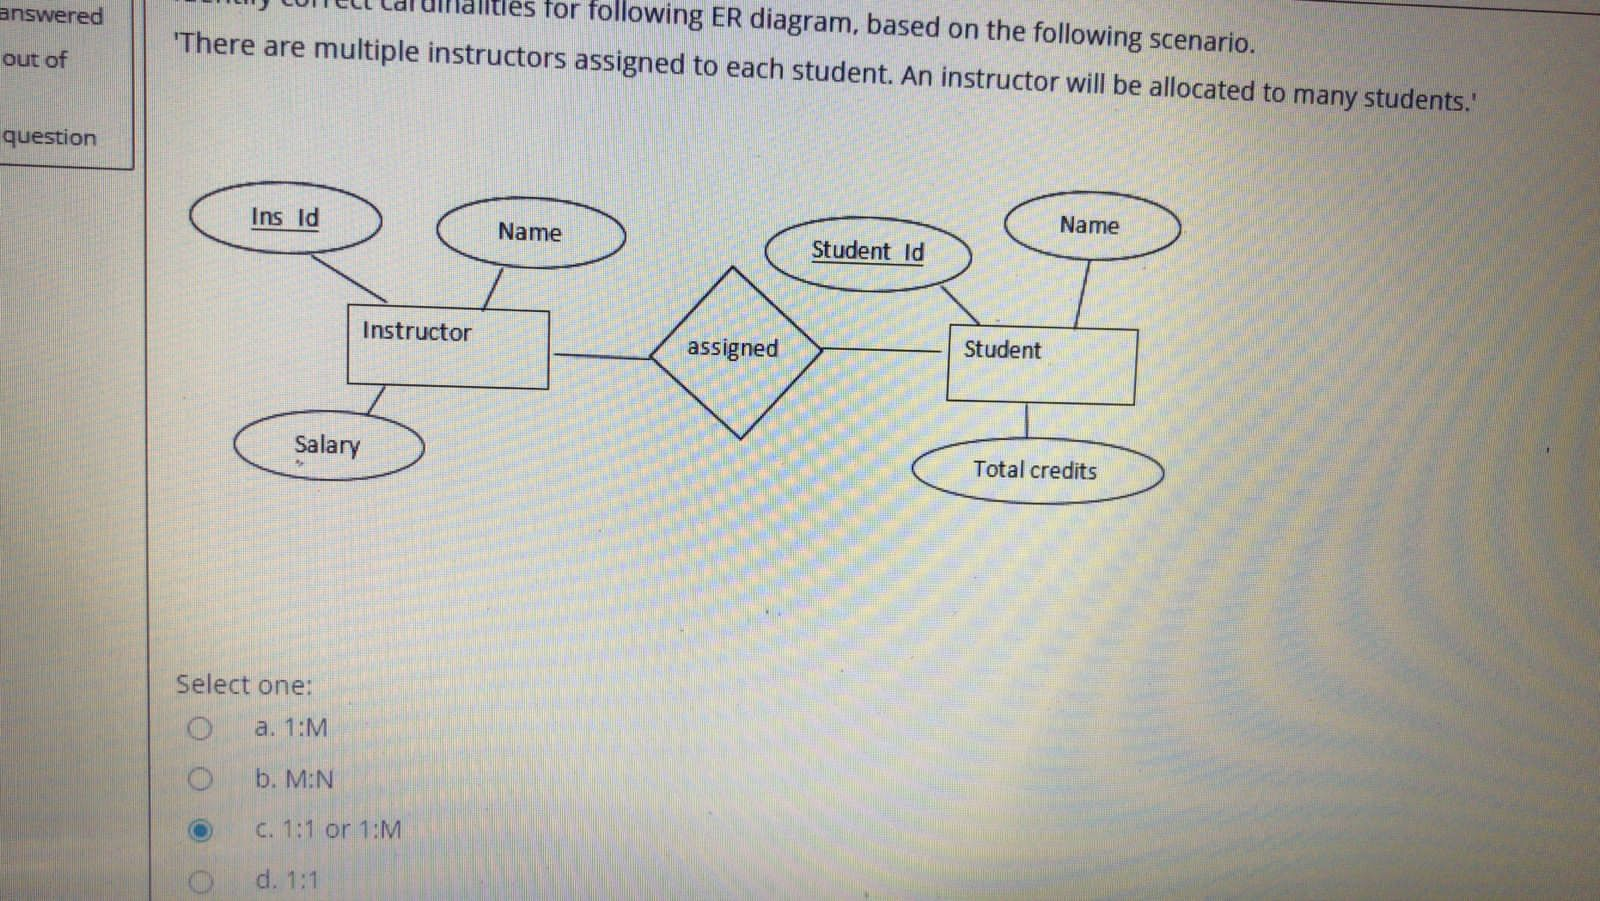 answered
out of
question
correct cardinalities for following ER diagram, based on the following scenario.
'There are multiple instructors assigned to each student. An instructor will be allocated to many students.'
Ins Id
Name
Student Id
Name
Instructor
assigned
Student
Salary
Total credits
Select one:
a. 1:M
b. M:N
c. 1:1 or 1:M
d. 1:1